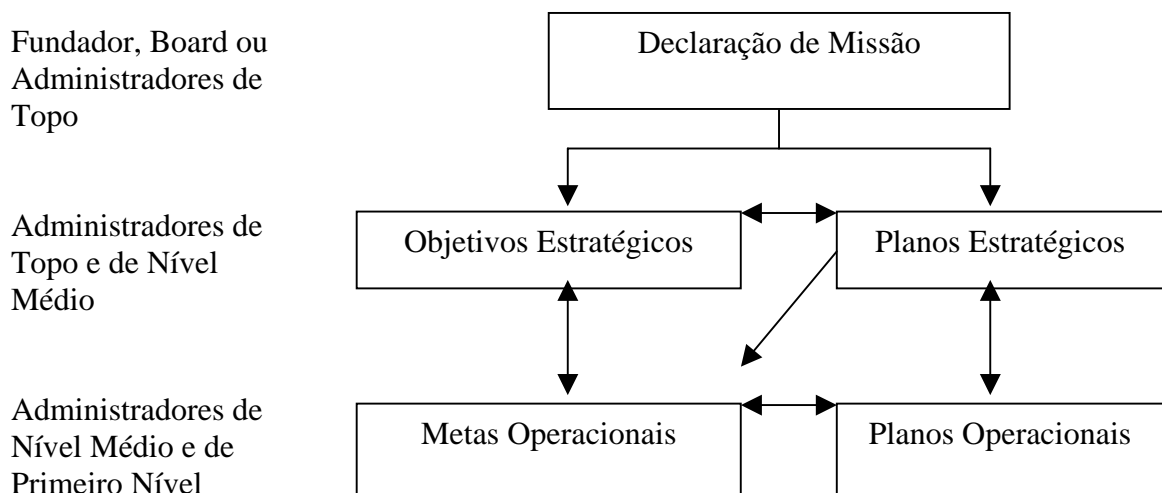 Fundador, Board ou
Administradores de
Topo
Declaração de Missão
Administradores de
Topo e de Nível
Médio
Objetivos Estratégicos
Planos Estratégicos
Administradores de
Nível Médio e de
Primeiro Nível
Metas Operacionais
Planos Operacionais